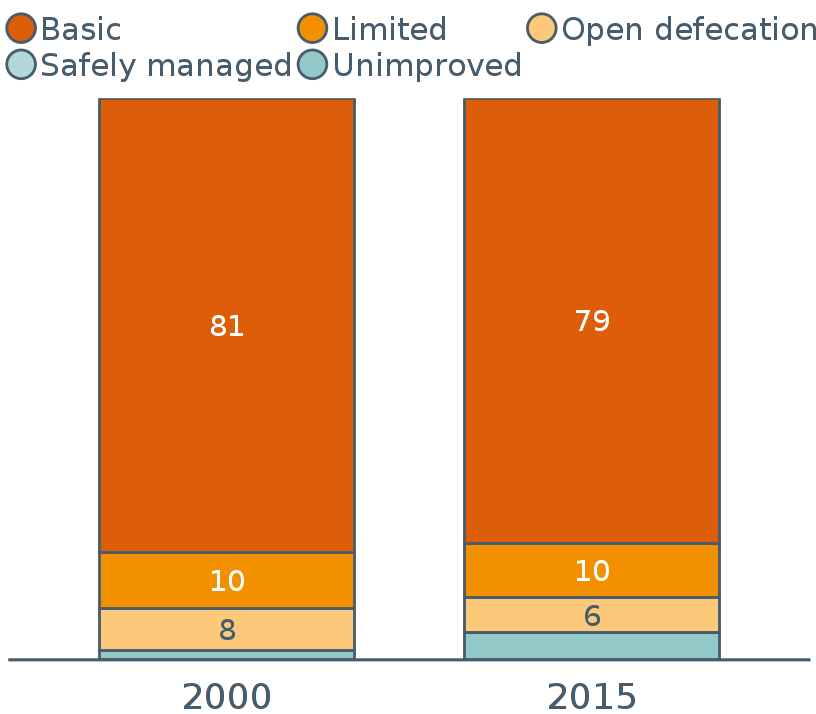 Basic Limited Open defecation
Safely managed Unimproved
81 79
10 10
8 6
2000 2015